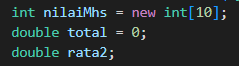 int nilaiMhs = new int[10];
double total = 0;
double rata2;